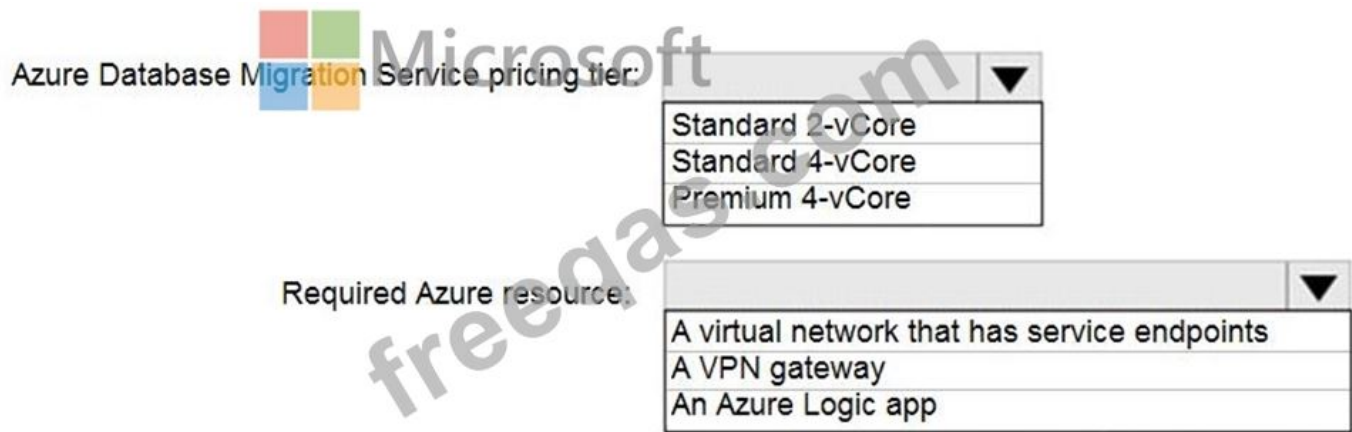 Microsoft
Azure Database Migration Service pricing tier:
Standard 2-vCore
Standard 4-vCore
Premium 4-vCore
Required Azure resource:
A virtual network that has service endpoints
A VPN gateway
An Azure Logic app
freeqas.com